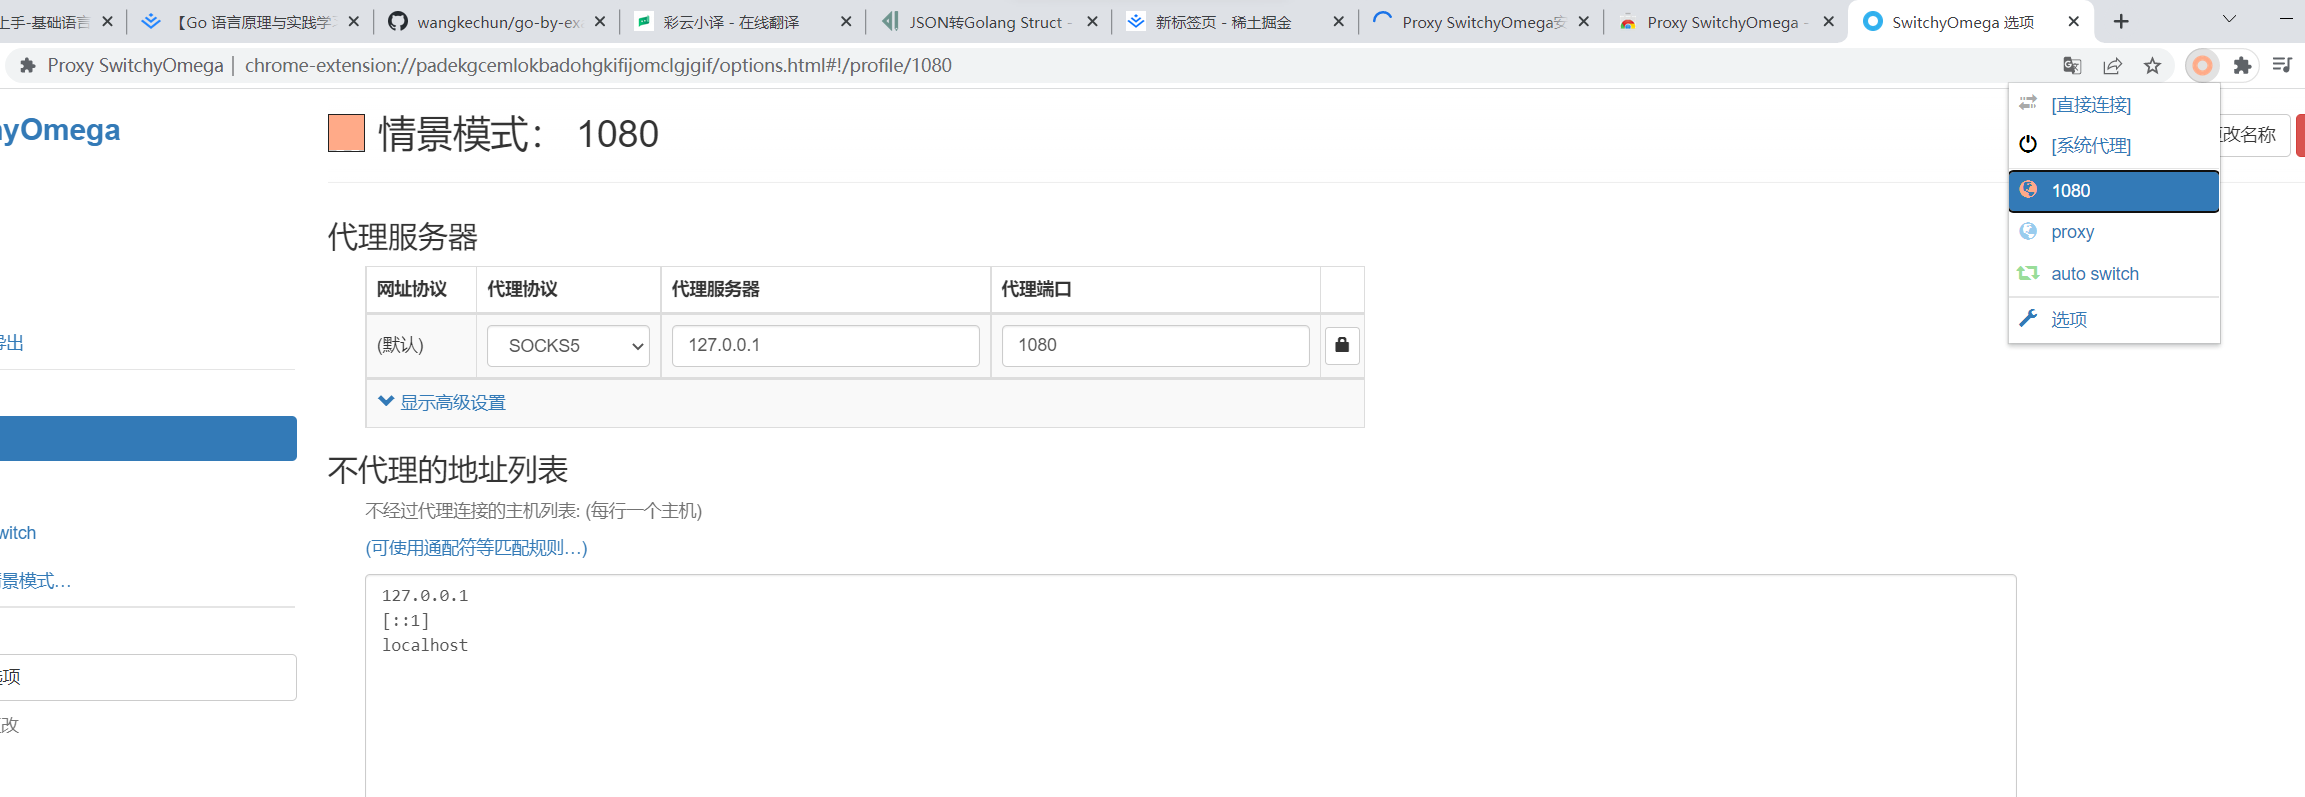 上手-基础语言
【Go 语言原理与实践学习
wangkechun/go-by-exa
彩云小译 - 在线翻译
JSON转Golang Struct -
新标签页 - 稀土掘金
Proxy SwitchyOmega安
Proxy SwitchyOmega -
SwitchyOmega 选项
Proxy SwitchyOmega | chrome-extension://padekgcemlokbadohgkifijomclgjgif/options.html#!/profile/1080
yOmega
情景模式： 1080
更改名称
[直接连接]
[系统代理]
1080
proxy
auto switch
选项
代理服务器
网址协议 代理协议 代理服务器 代理端口
(默认) SOCKS5 127.0.0.1 1080
显示高级设置
导出
witch
情景模式…
选项
改
不代理的地址列表
不经过代理连接的主机列表: (每行一个主机)
(可使用通配符等匹配规则…)
127.0.0.1
[::1]
localhost